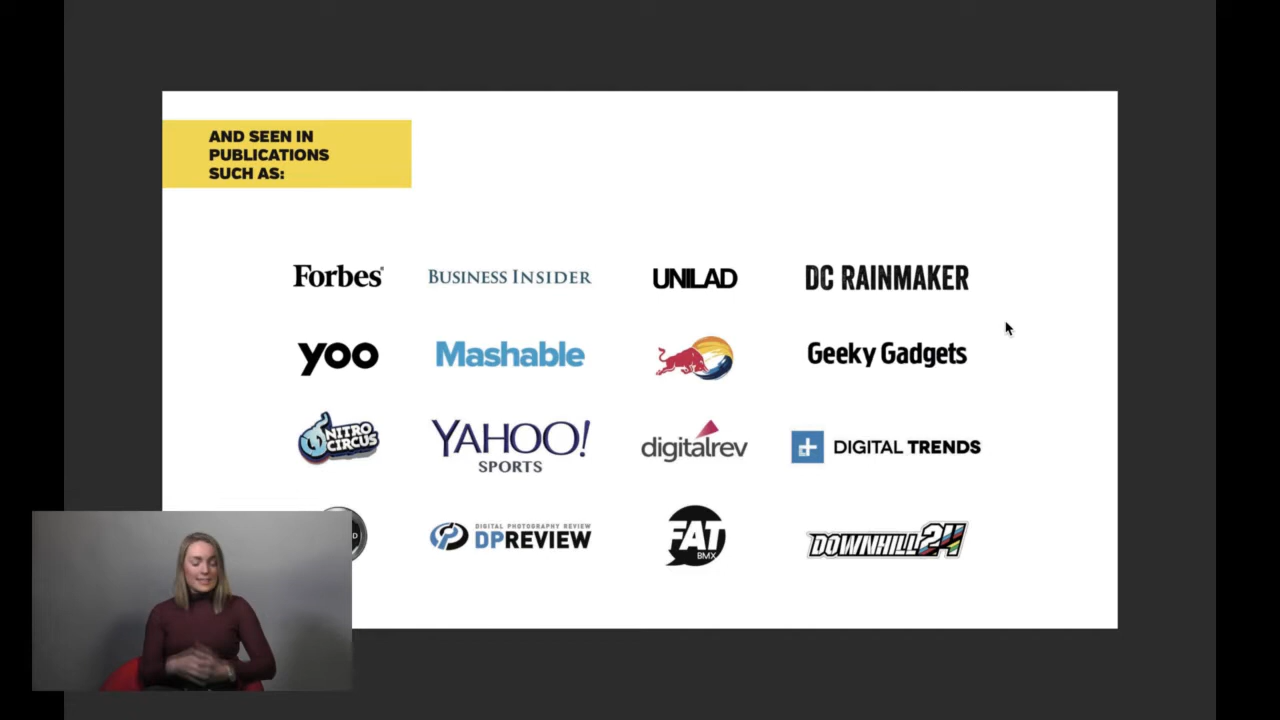 AND SEEN IN
PUBLICATIONS
SUCH AS:
Forbes®
BUSINESS INSIDER
UNILAD
DC RAINMAKER
YOO
Mashable
Geeky Gadgets
NITRO
CIRCUS
YAHOO!
SPORTS
digitalrev
DIGITAL TRENDS
DIGITAL PHOTOGRAPHY REVIEW
DPREVIEW
FAT
BMX
DOWNHILL24